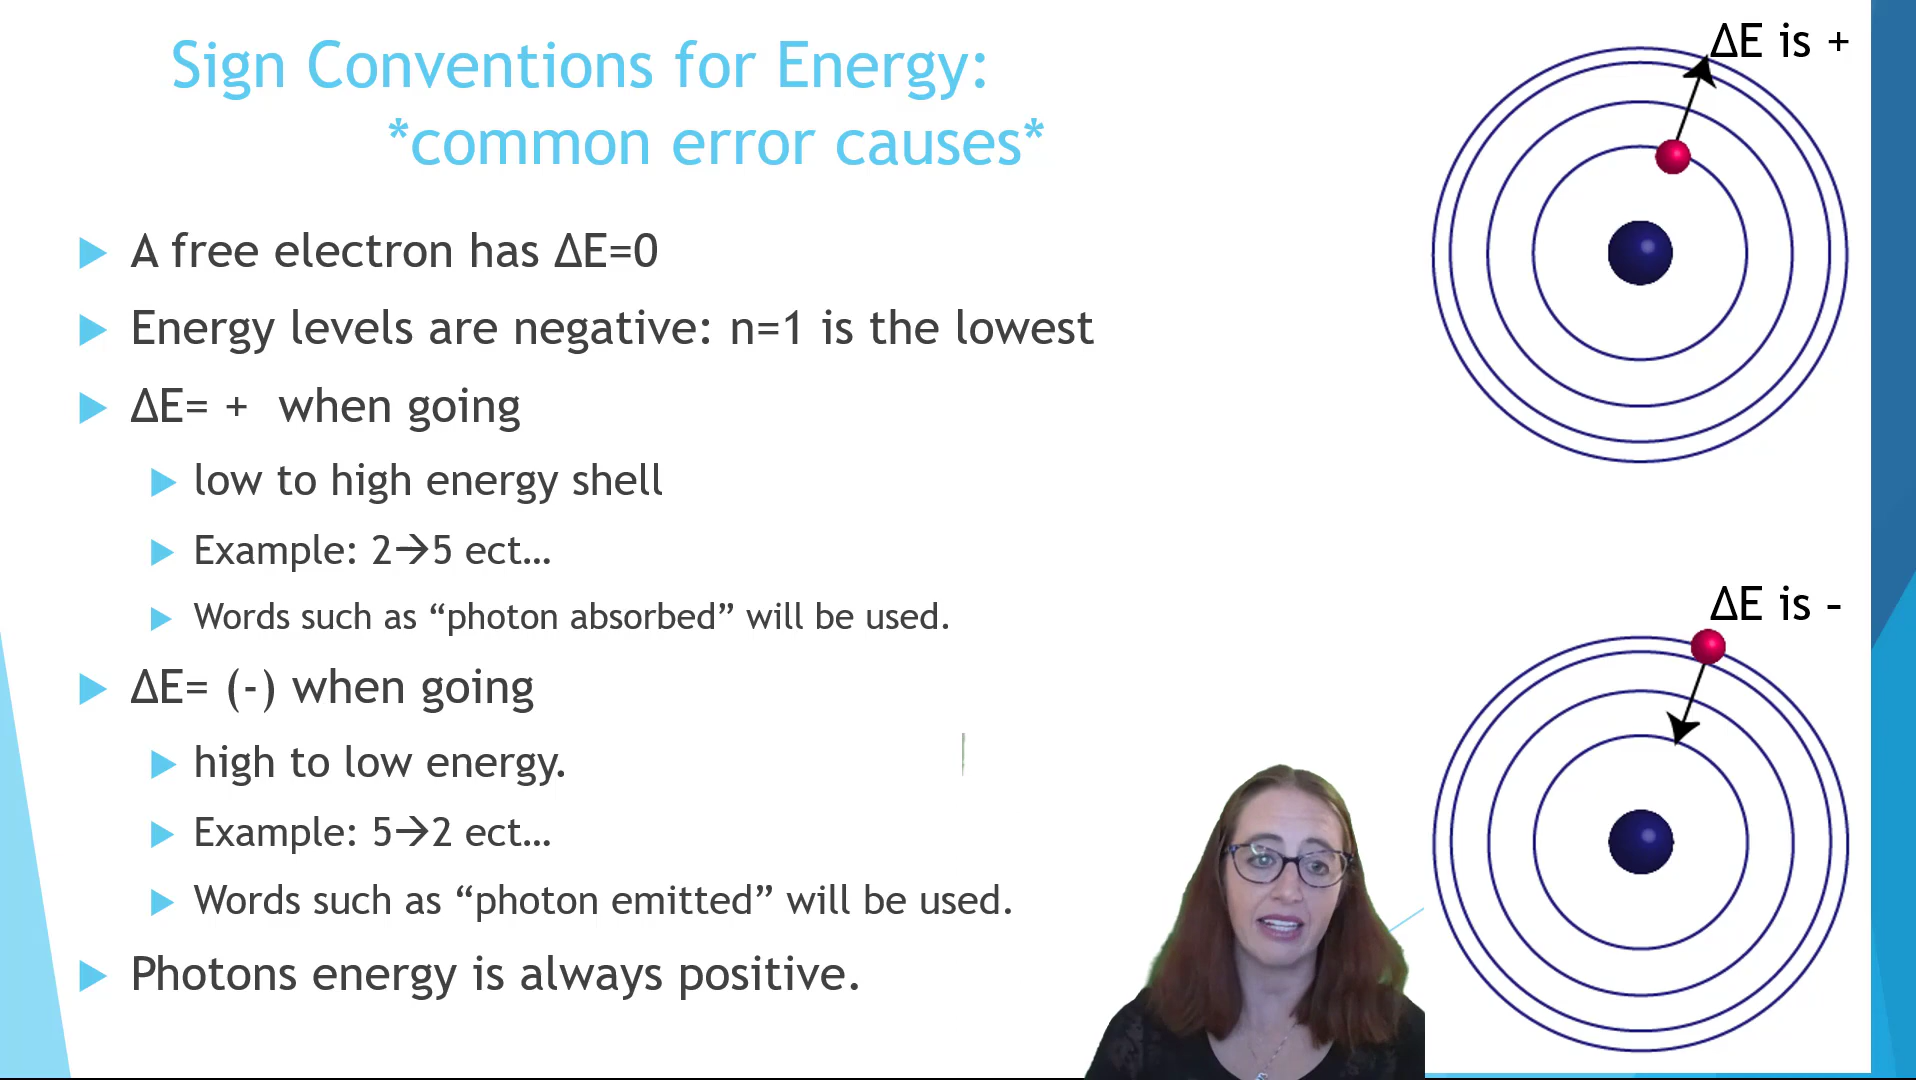 Sign Conventions for Energy:
*common error causes*
A free electron has ΔE=0
Energy levels are negative: n=1 is the lowest
ΔE= + when going
low to high energy shell
Example: 2→5 ect…
Words such as “photon absorbed” will be used.
ΔE= (-) when going
high to low energy.
Example: 5→2 ect…
Words such as “photon emitted” will be used.
Photons energy is always positive.
ΔE is +
ΔE is -